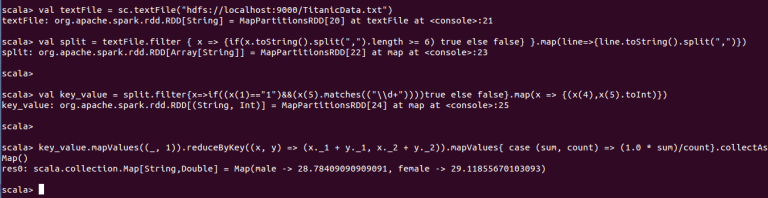 scala> val textFile = sc.textFile("hdfs://localhost:9000/TitanicData.txt")
textFile: org.apache.spark.rdd.RDD[String] = MapPartitionsRDD[20] at textFile at <console>:21
scala> val split = textFile.filter { x => {if(x.toString().split(",").length >= 6) true else false} }.map(line=>{line.toString().split(",")})
split: org.apache.spark.rdd.RDD[Array[String]] = MapPartitionsRDD[22] at map at <console>:23
scala>
scala> val key_value = split.filter{x=>if((x(1)=="1")&&(x(5).matches(("\\d+"))))true else false}.map(x => {(x(4),x(5).toInt)})
key_value: org.apache.spark.rdd.RDD[(String, Int)] = MapPartitionsRDD[24] at map at <console>:25
scala>
scala> key_value.mapValues((_, 1)).reduceByKey((x, y) => (x._1 + y._1, x._2 + y._2)).mapValues{ case (sum, count) => (1.0 * sum)/count}.collectAs
Map()
res0: scala.collection.Map[String,Double] = Map(male -> 28.78409090909091, female -> 29.11855670103093)
scala>